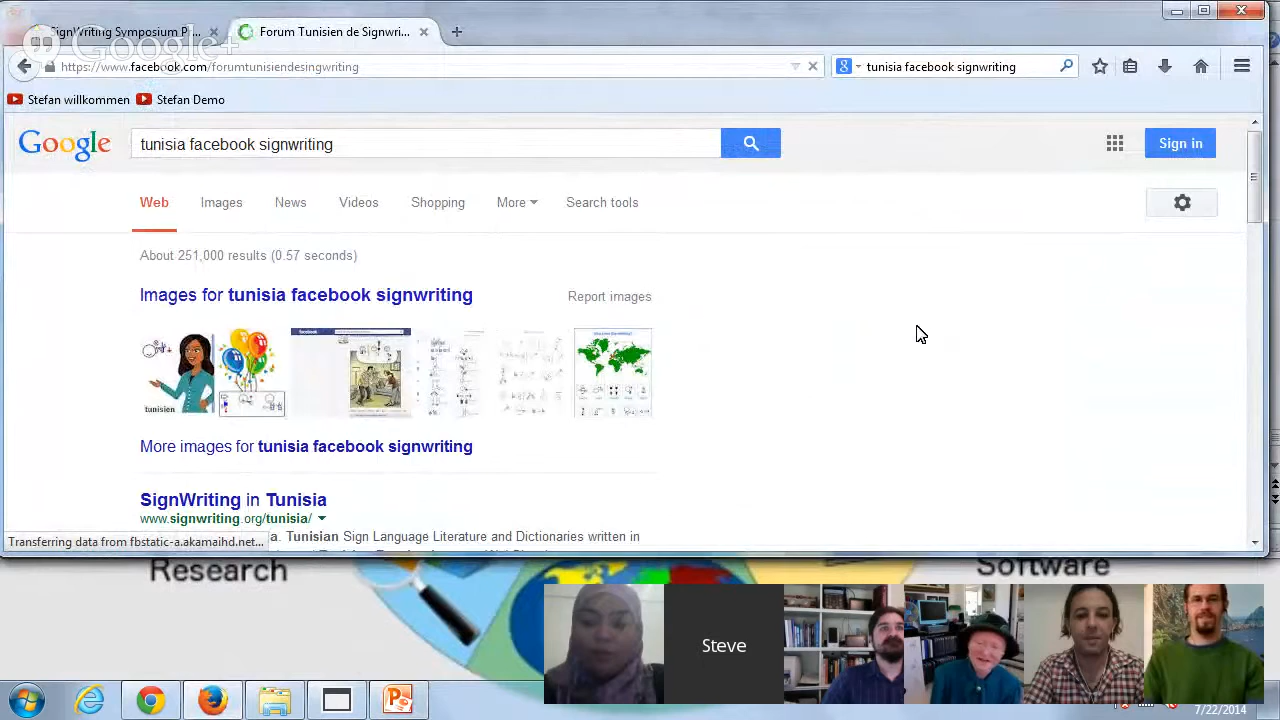 SignWriting Symposium P...
Forum Tunisien de Signwri...
Google+
https://www.facebook.com/forumtunisiendesingwriting
tunisia facebook signwriting
Stefan willkommen
Stefan Demo
Google
tunisia facebook signwriting
Sign in
Web
Images
News
Videos
Shopping
More
Search tools
About 251,000 results (0.57 seconds)
Images for tunisia facebook signwriting
Report images
facebook
tunisien
More images for tunisia facebook signwriting
SignWriting in Tunisia
www.signwriting.org/tunisia/
Transferring data from fbstatic-a.akamaihd.net...
a. Tunisian Sign Language Literature and Dictionaries written in
Research
Software
Steve
7/22/2014